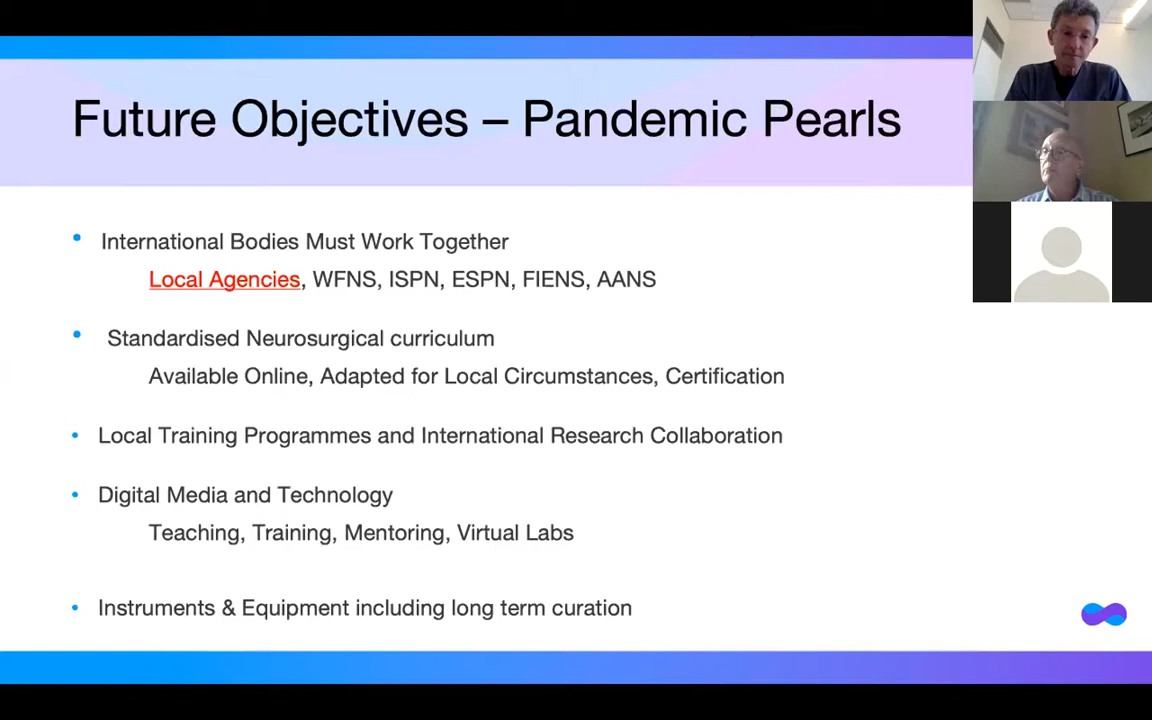 Future Objectives – Pandemic Pearls
• International Bodies Must Work Together
Local Agencies, WFNS, ISPN, ESPN, FIENS, AANS
• Standardised Neurosurgical curriculum
Available Online, Adapted for Local Circumstances, Certification
• Local Training Programmes and International Research Collaboration
• Digital Media and Technology
Teaching, Training, Mentoring, Virtual Labs
• Instruments & Equipment including long term curation